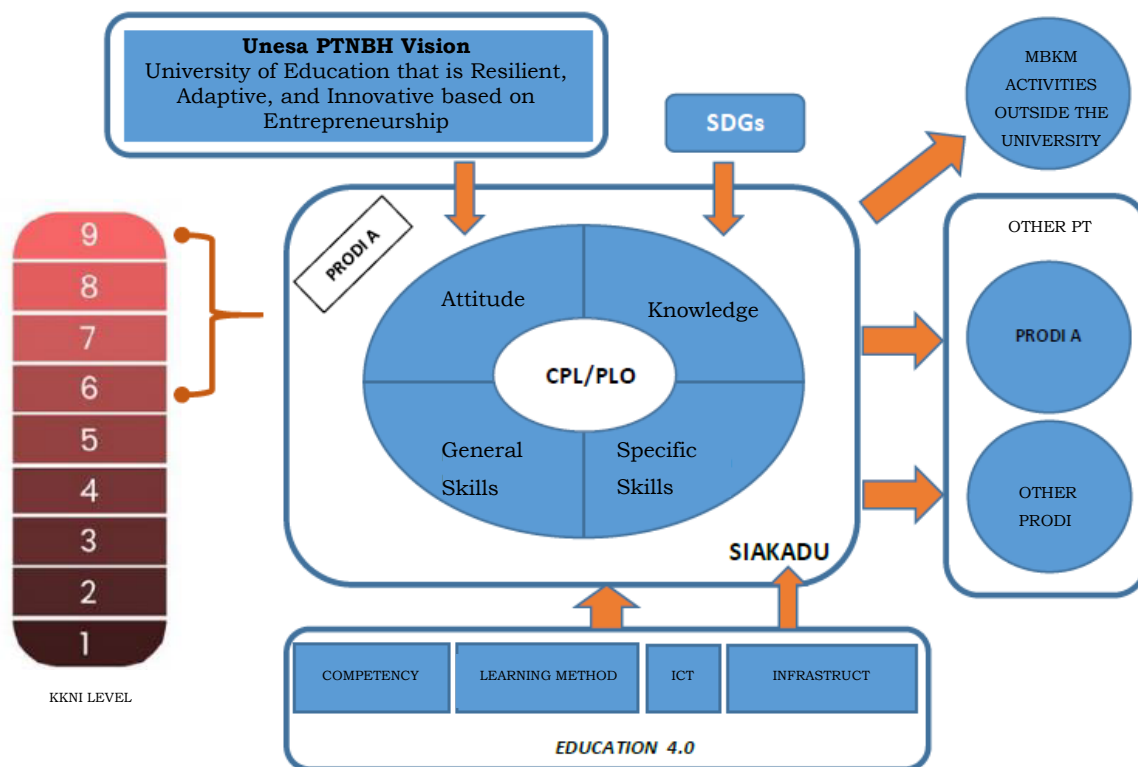 Unesa PTNBH Vision
University of Education that is Resilient,
Adaptive, and Innovative based on
Entrepreneurship
SDGs
MBKM
ACTIVITIES
OUTSIDE THE
UNIVERSITY
9
8
7
6
5
4
3
2
1
KKNI LEVEL
PRODI A
Attitude
Knowledge
CPL/PLO
General
Skills
Specific
Skills
SIAKADU
OTHER PT
PRODI A
OTHER
PRODI
COMPETENCY
LEARNING METHOD
ICT
INFRASTRUCT
EDUCATION 4.0